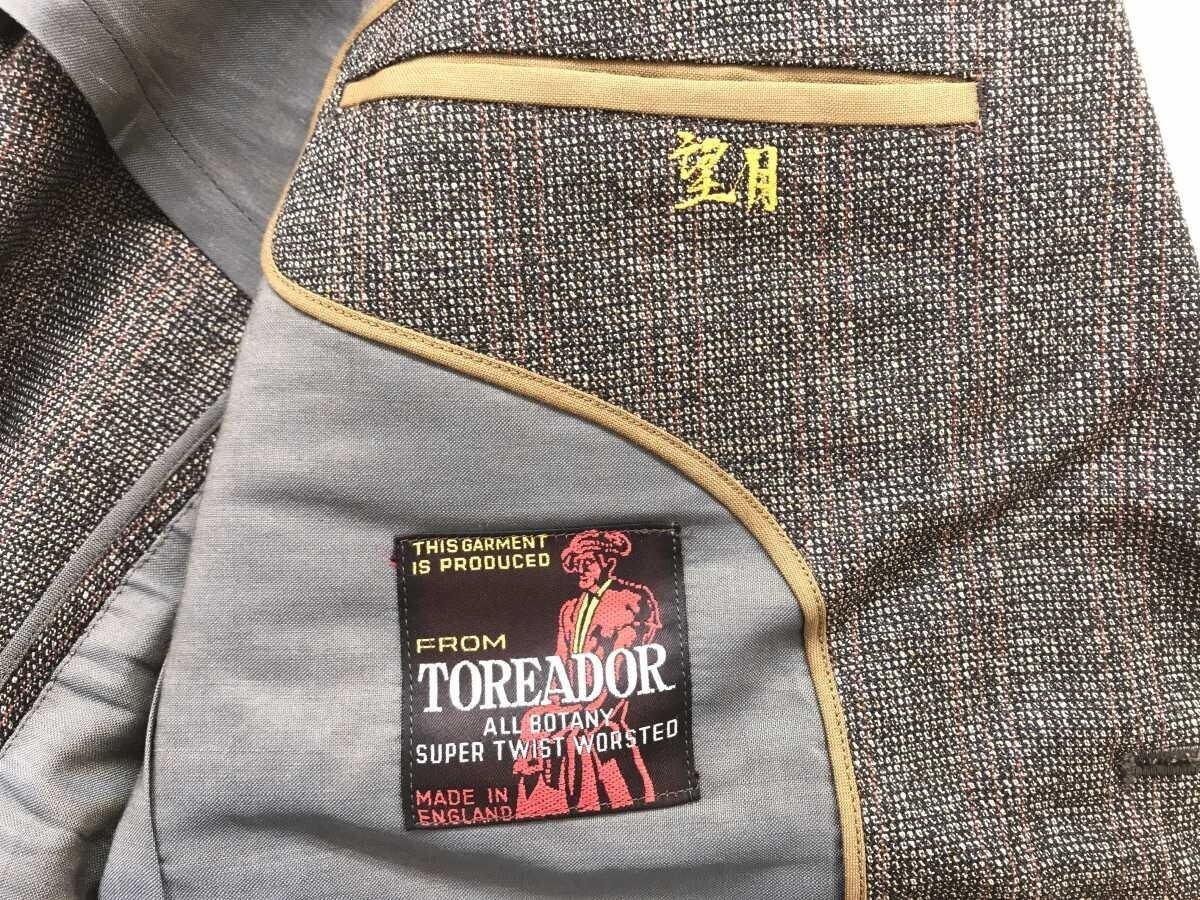 望月
THIS GARMENT
IS PRODUCED
FROM
TOREADOR
ALL BOTANY
SUPER TWIST WORSTED
MADE IN
ENGLAND